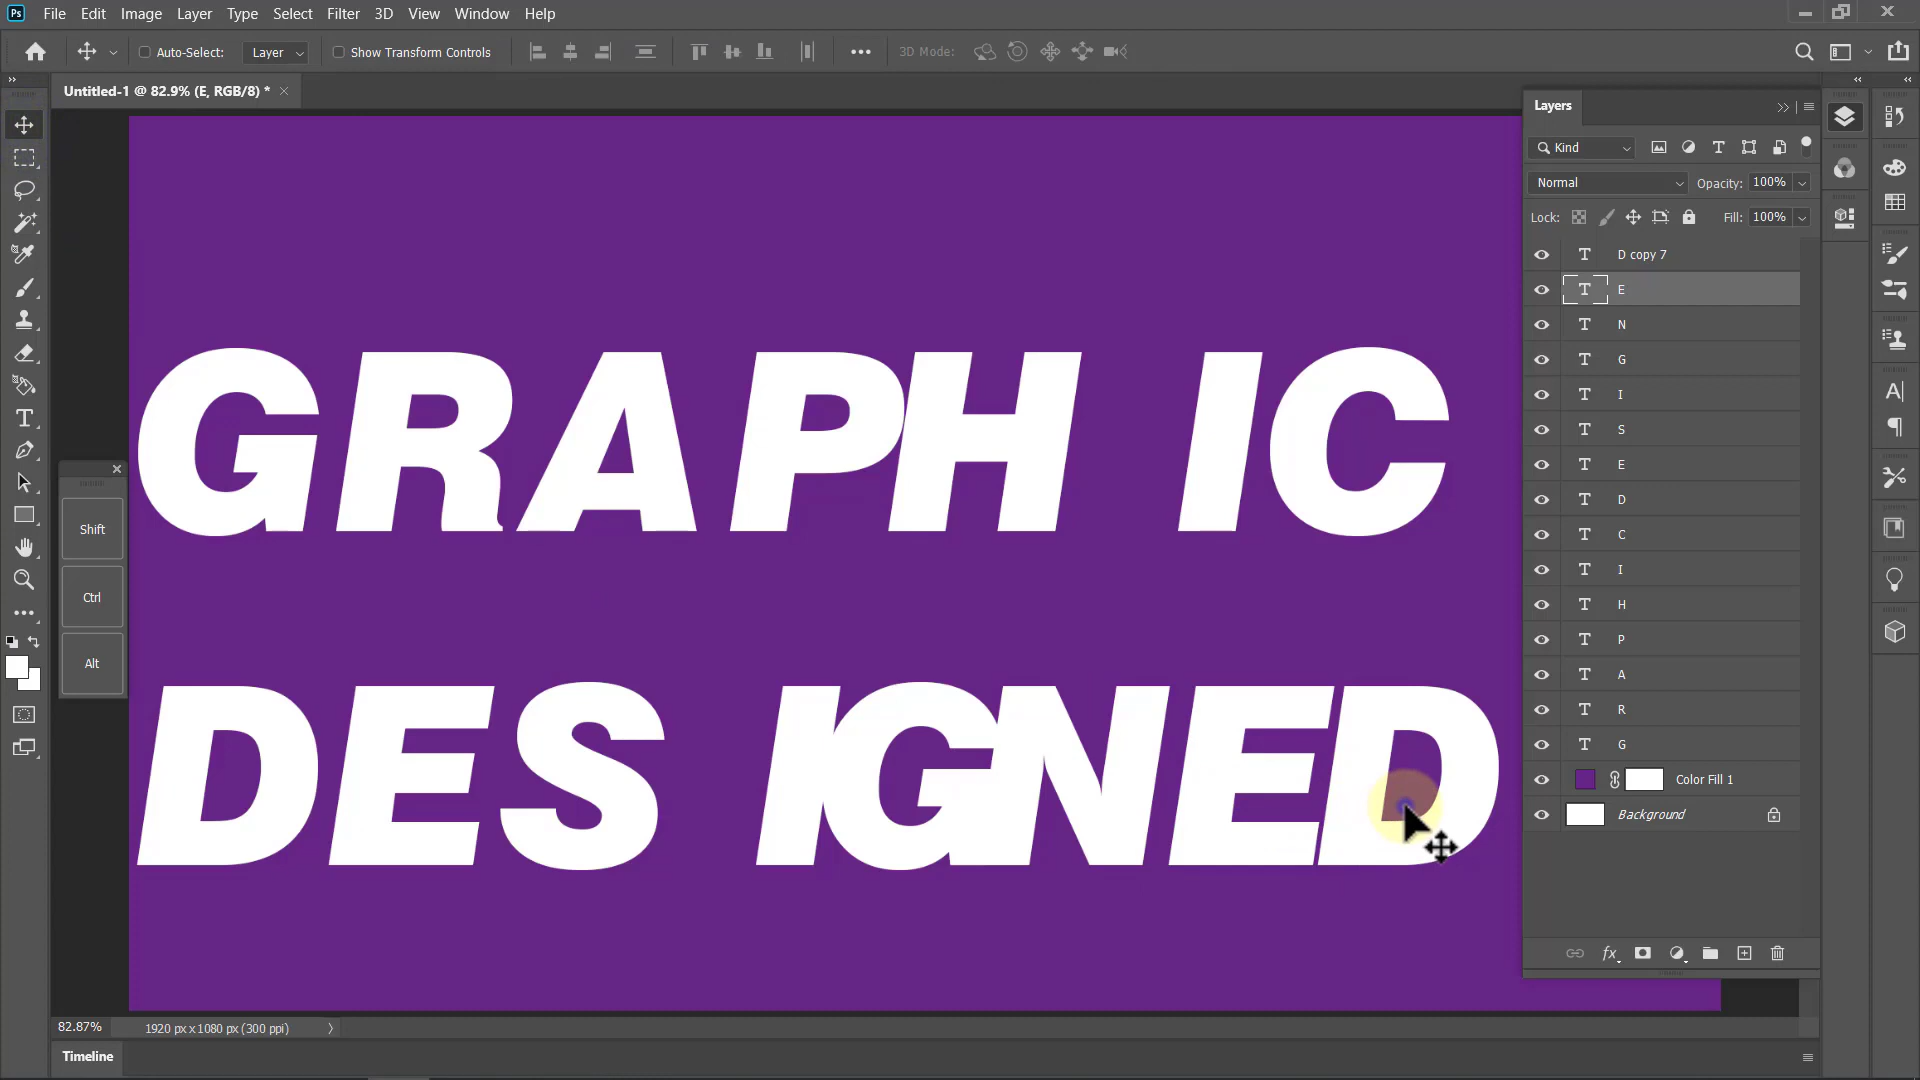 Ps File Edit Image Layer Type Select Filter 3D View Window Help
Auto-Select: Layer Show Transform Controls 3D Mode:
Untitled-1 @ 82.9% (E, RGB/8) *
Layers
Kind
Normal Opacity: 100%
Lock: Fill: 100%
D copy 7
E
N
G
I
S
E
D
C
I
H
P
A
R
G
Color Fill 1
Background
GRAPH IC
DES IGNED
Shift
Ctrl
Alt
82.87% 1920 px x 1080 px (300 ppi)
Timeline